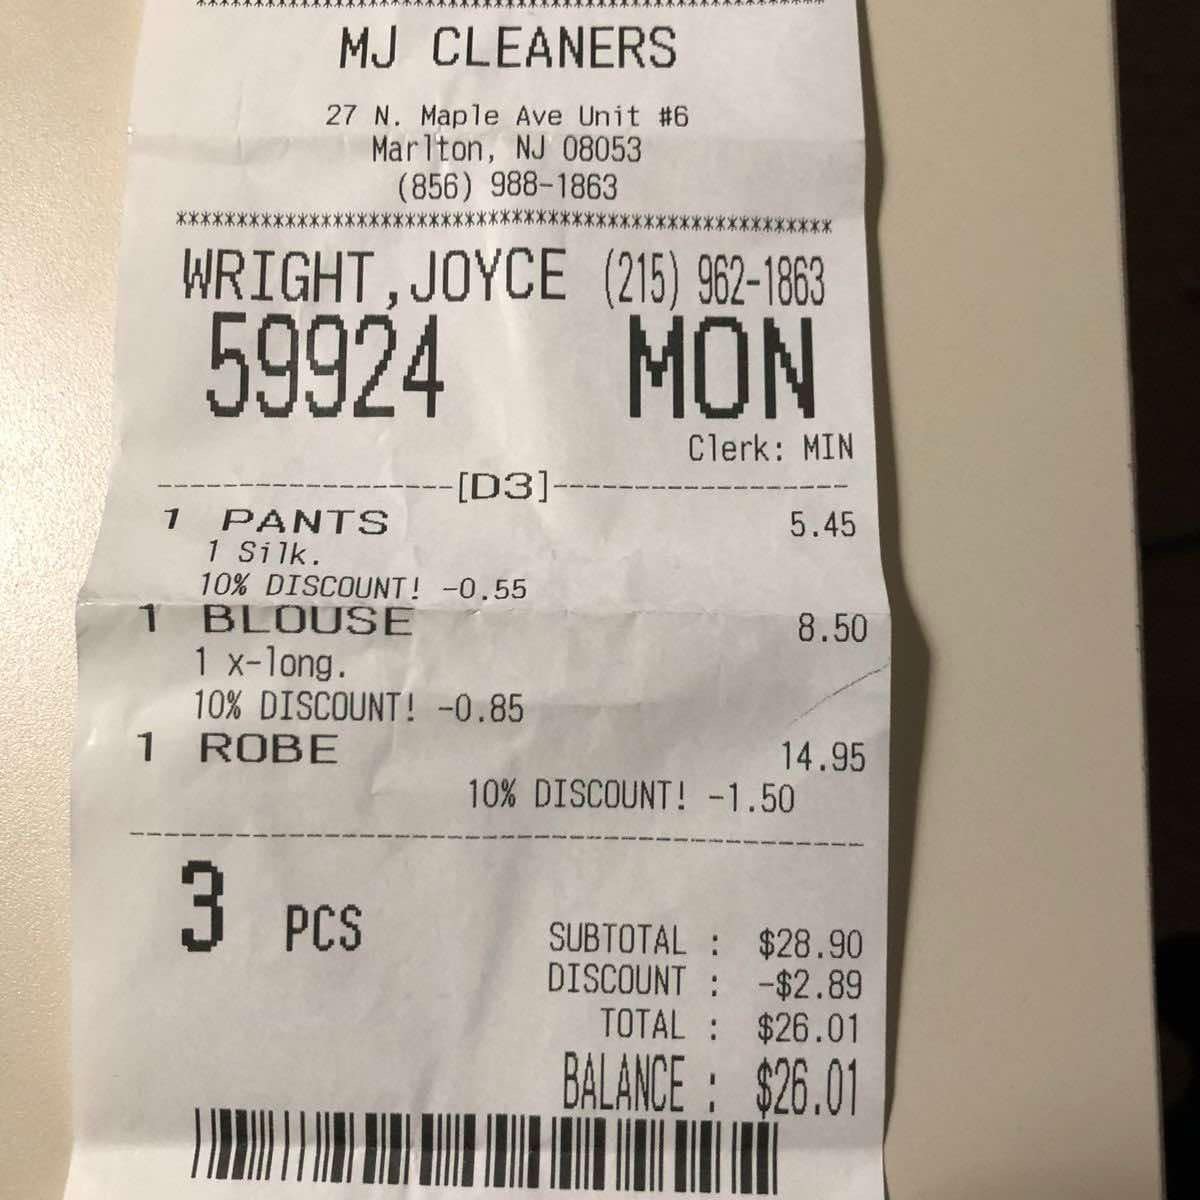 ****************************************************
MJ CLEANERS
27 N. Maple Ave Unit #6
Marlton, NJ 08053
(856) 988-1863
******************************************************
WRIGHT,JOYCE (215) 962-1863
59924 MON
Clerk: MIN
------------------[D3]------------------
1 PANTS 5.45
1 Silk.
10% DISCOUNT! -0.55
1 BLOUSE 8.50
1 x-long.
10% DISCOUNT! -0.85
1 ROBE 14.95
10% DISCOUNT! -1.50
--------------------------------------------
3 PCS
SUBTOTAL : $28.90
DISCOUNT : -$2.89
TOTAL : $26.01
BALANCE : $26.01